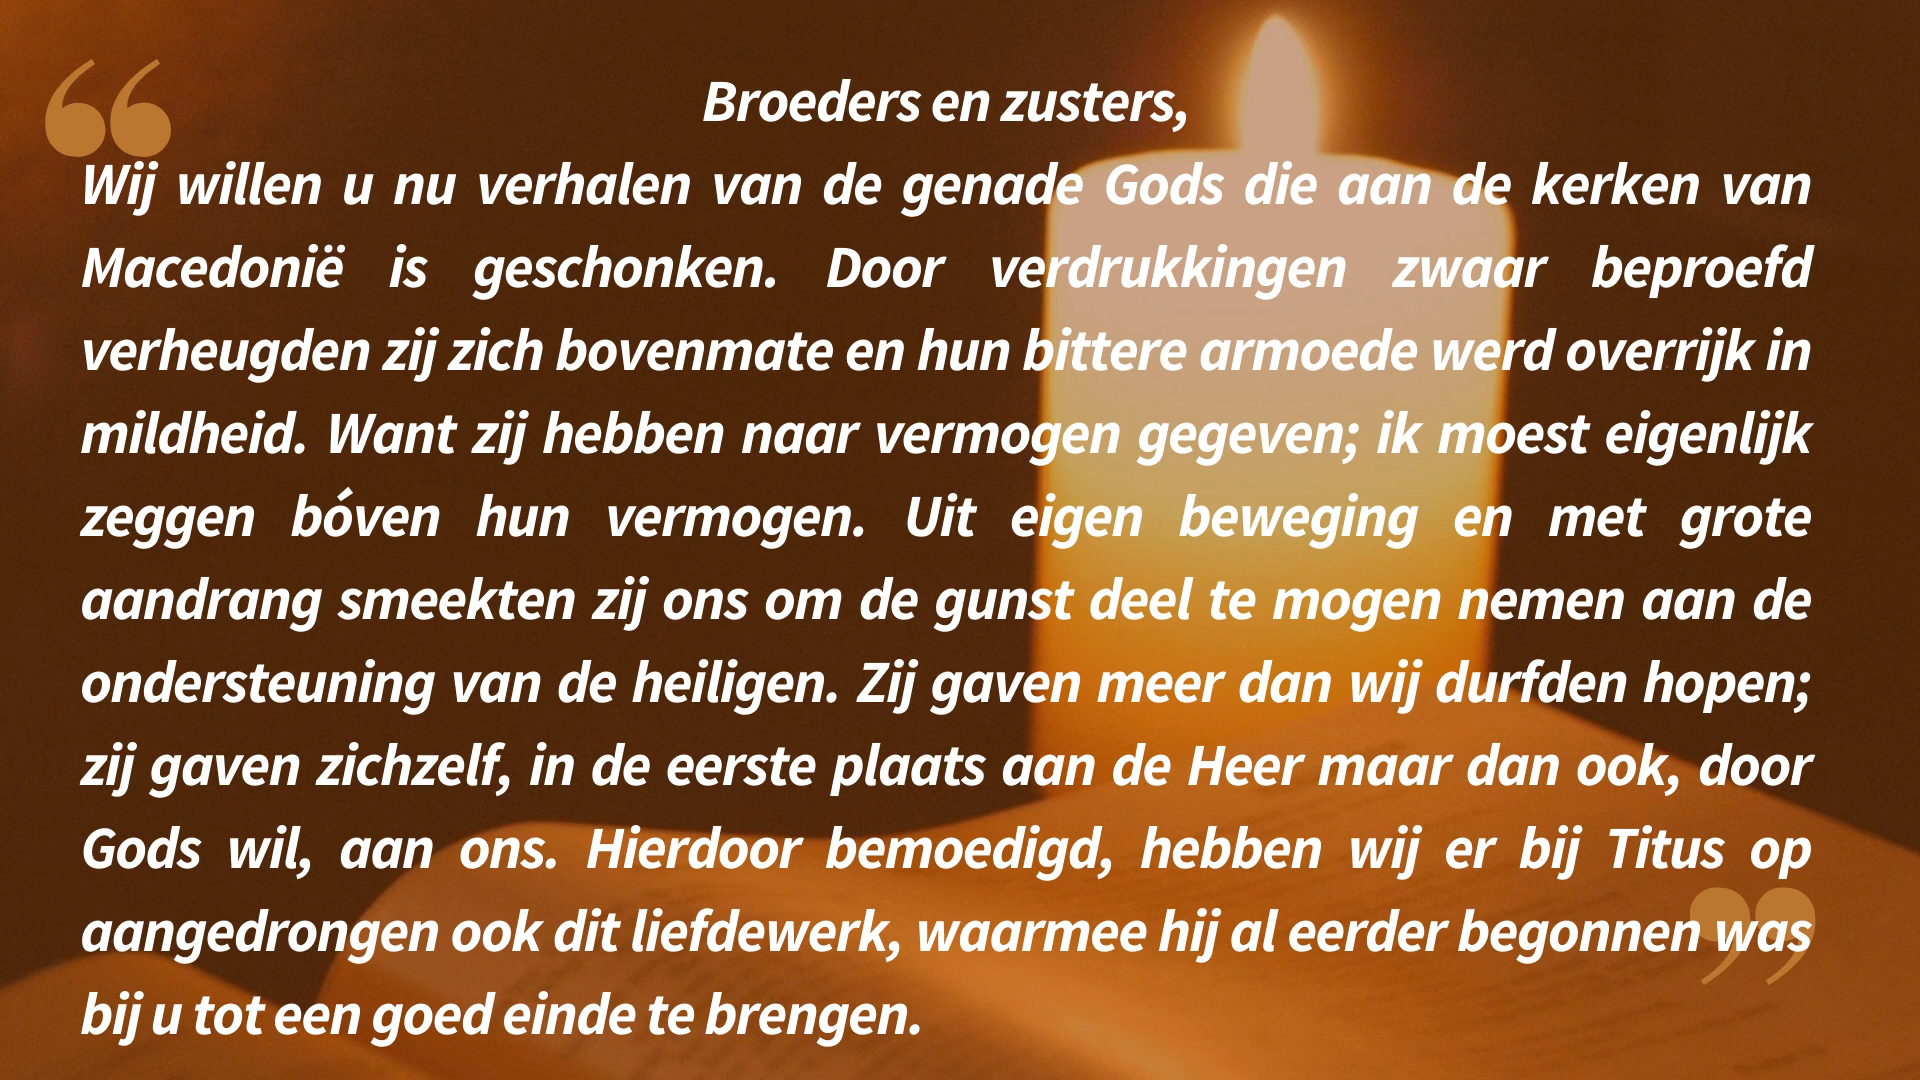 Broeders en zusters,
Wij willen u nu verhalen van de genade Gods die aan de kerken van
Macedonië is geschonken. Door verdrukkingen zwaar beproefd
verheugden zij zich bovenmate en hun bittere armoede werd overrijk in
mildheid. Want zij hebben naar vermogen gegeven; ik moest eigenlijk
zeggen bóven hun vermogen. Uit eigen beweging en met grote
aandrang smeekten zij ons om de gunst deel te mogen nemen aan de
ondersteuning van de heiligen. Zij gaven meer dan wij durfden hopen;
zij gaven zichzelf, in de eerste plaats aan de Heer maar dan ook, door
Gods wil, aan ons. Hierdoor bemoedigd, hebben wij er bij Titus op
aangedrongen ook dit liefdewerk, waarmee hij al eerder begonnen was
bij u tot een goed einde te brengen.